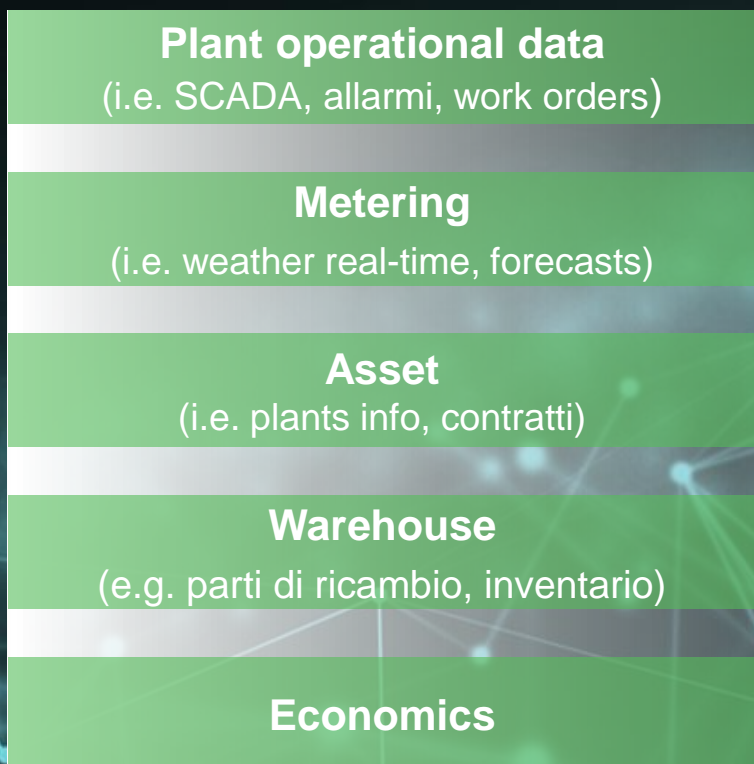 Plant operational data
(i.e. SCADA, allarmi, work orders)
Metering
(i.e. weather real-time, forecasts)
Asset
(i.e. plants info, contratti)
Warehouse
(e.g. parti di ricambio, inventario)
Economics